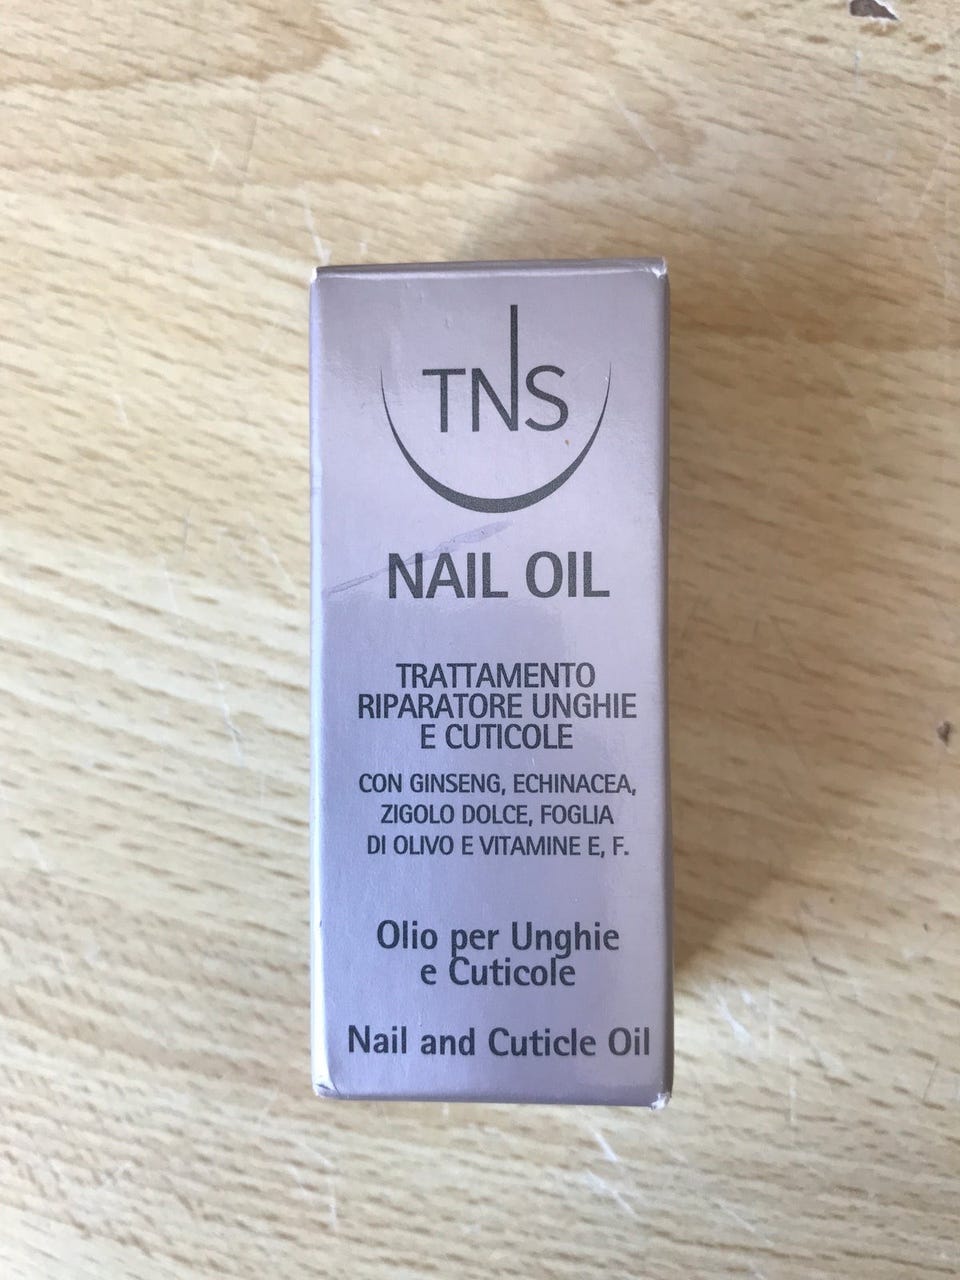 TNS
NAIL OIL
TRATTAMENTO
RIPARATORE UNGHIE
E CUTICOLE
CON GINSENG, ECHINACEA,
ZIGOLO DOLCE, FOGLIA
DI OLIVO E VITAMINE E, F.
Olio per Unghie
e Cuticole
Nail and Cuticle Oil